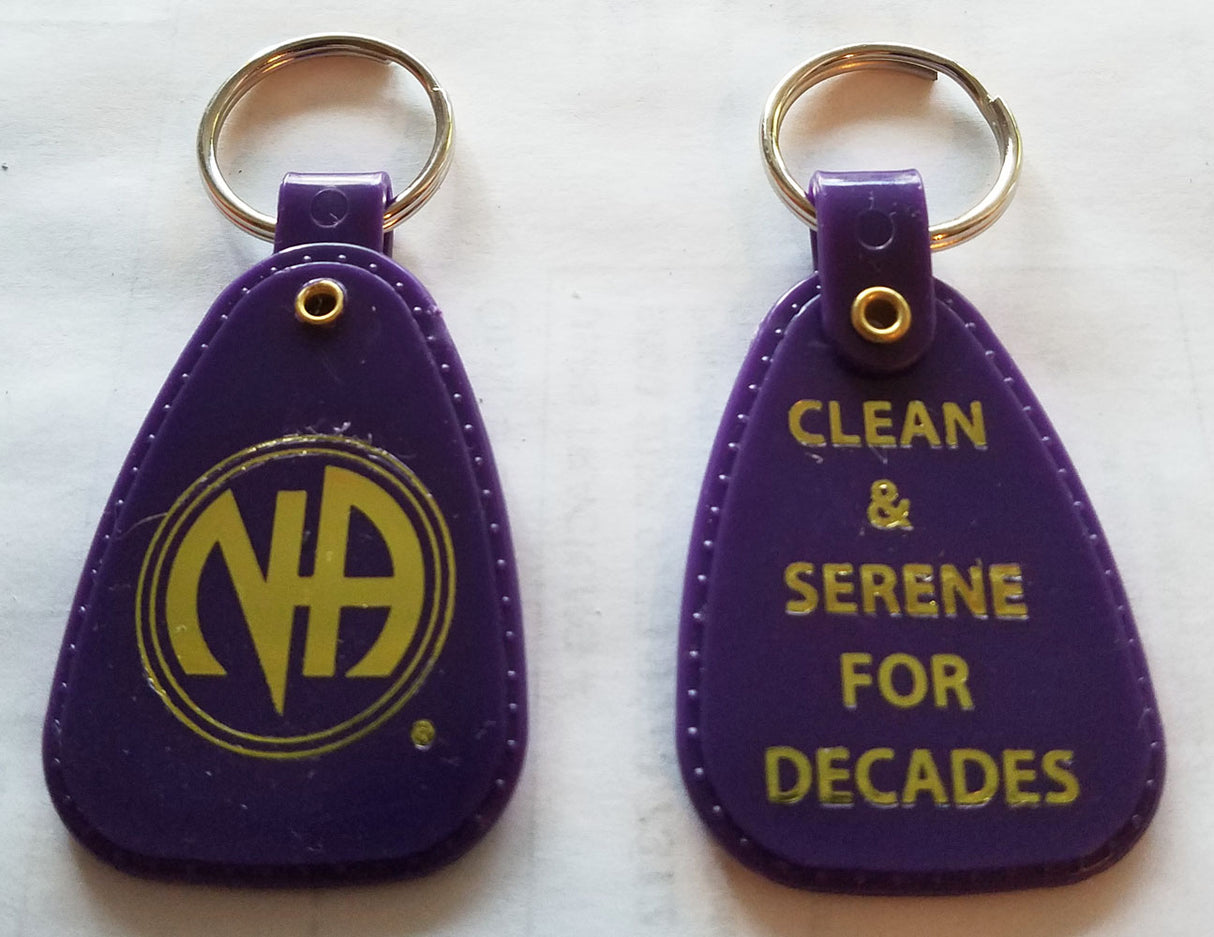 NA
®
CLEAN
&
SERENE
FOR
DECADES